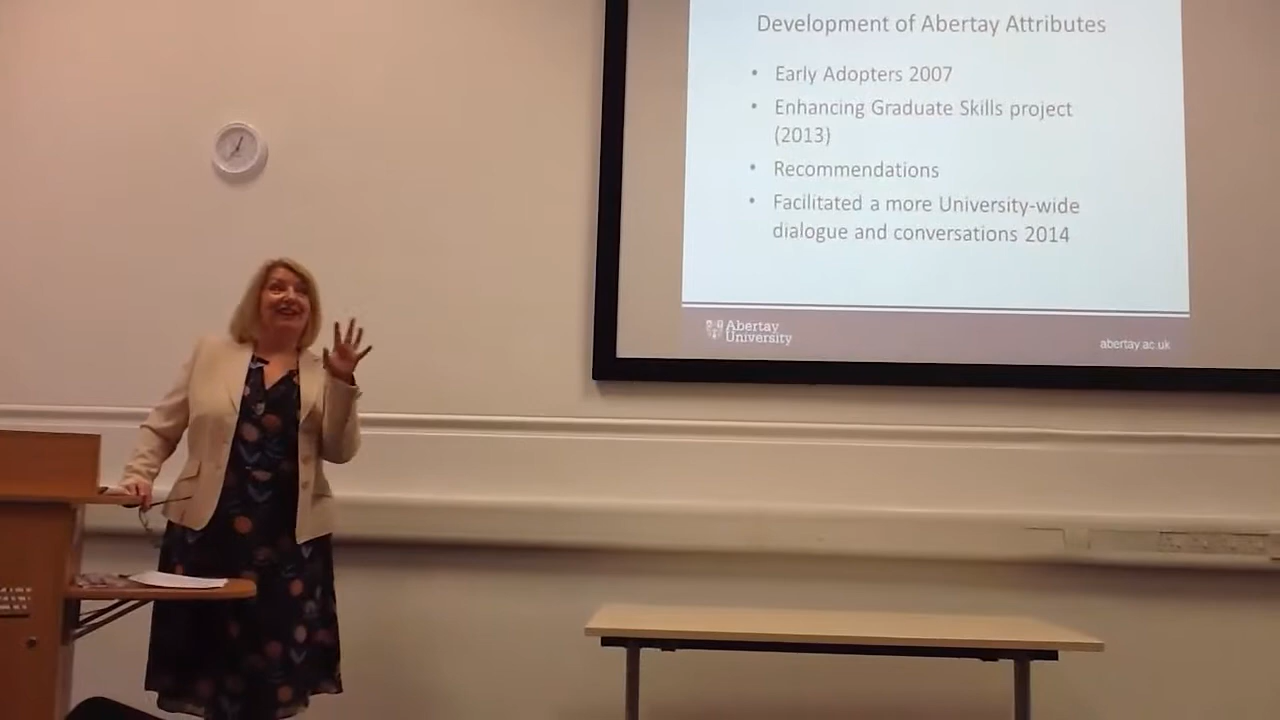 Development of Abertay Attributes
• Early Adopters 2007
• Enhancing Graduate Skills project
(2013)
• Recommendations
• Facilitated a more University-wide
dialogue and conversations 2014
Abertay
University
abertay.ac.uk